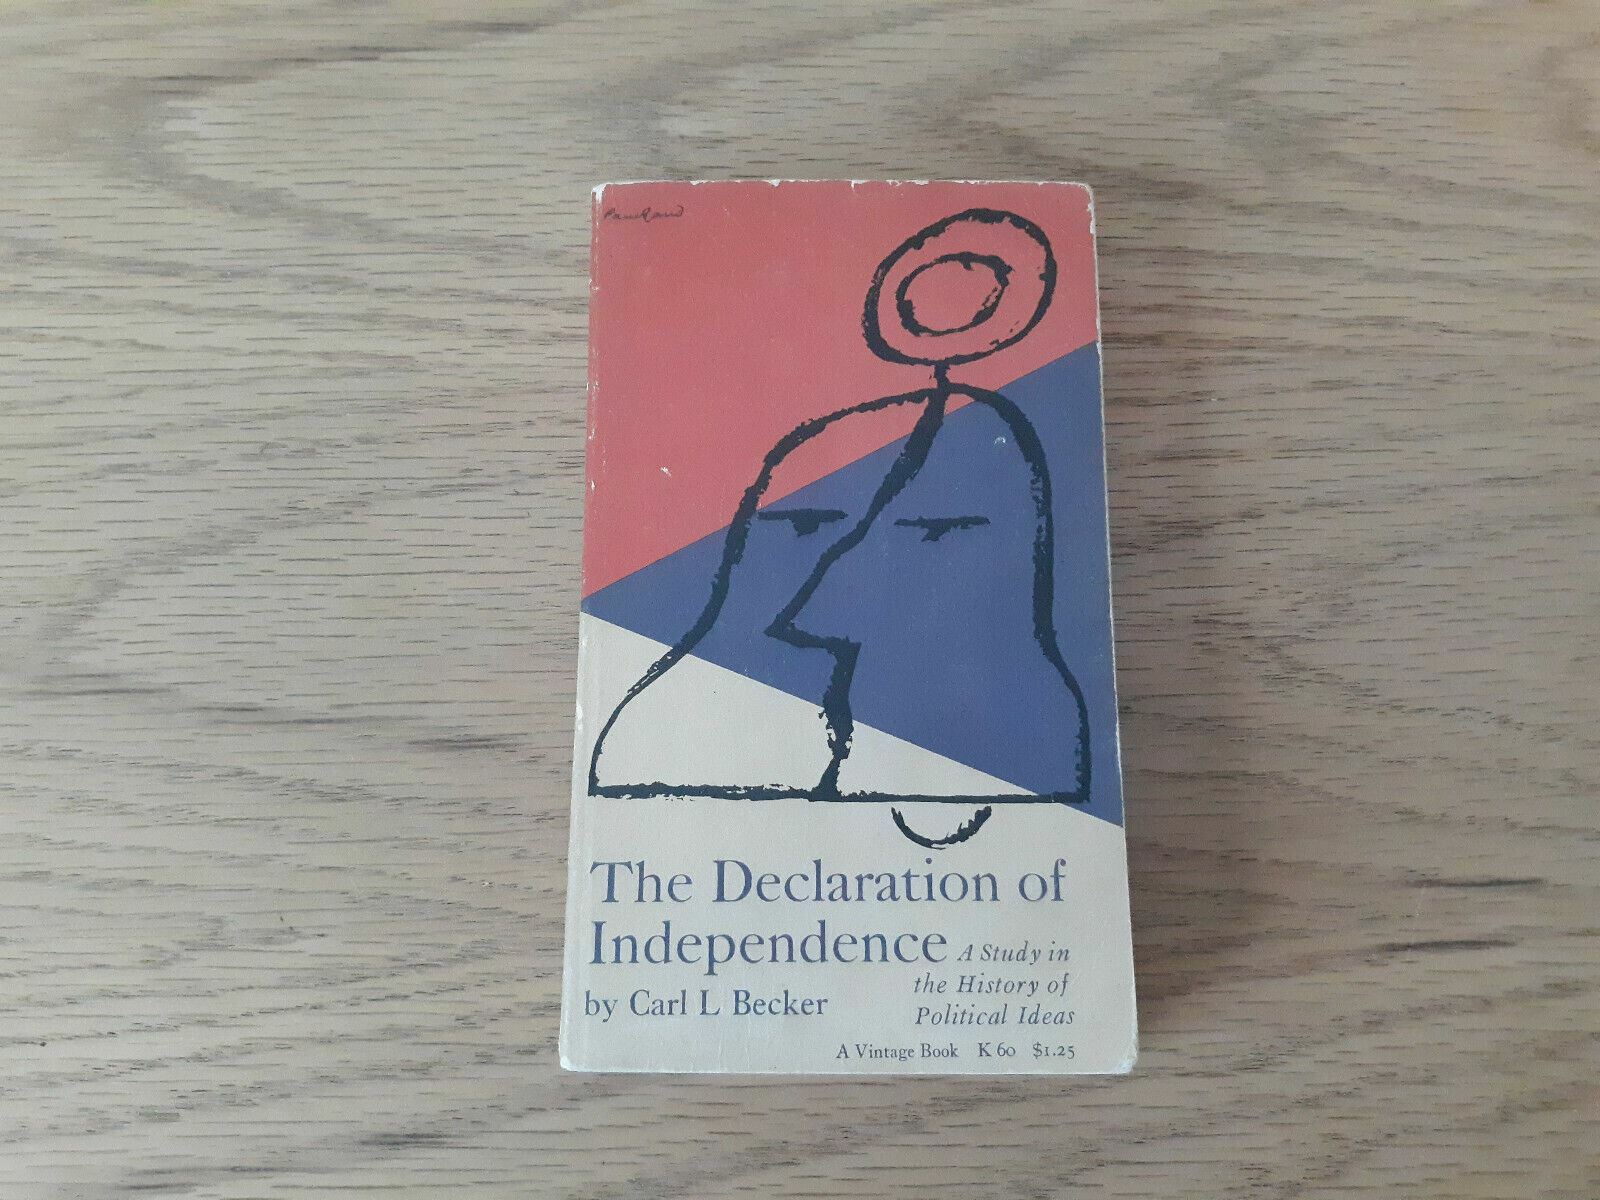 Paul Rand
The Declaration of
Independence A Study in
the History of
by Carl L Becker
Political Ideas
A Vintage Book K 60 $1.25